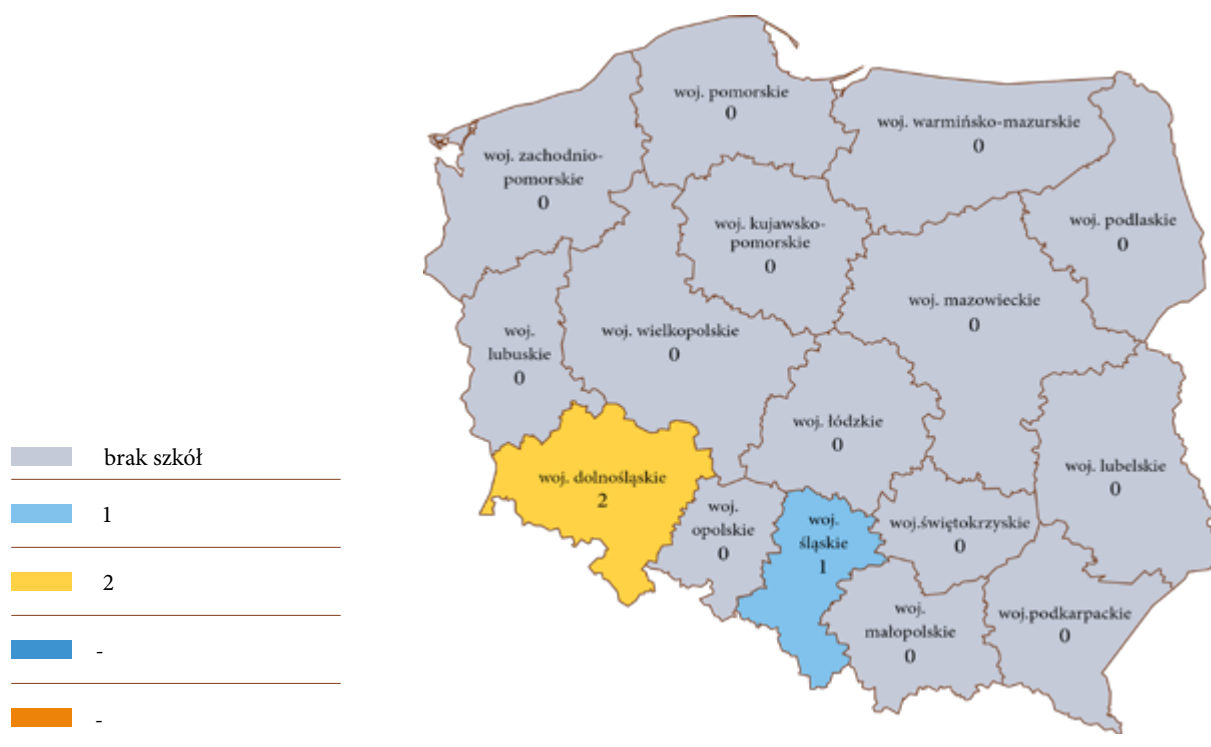 woj. pomorskie
0
woj. warmińsko-mazurskie
0
woj. zachodnio-
pomorskie
0
woj. kujawsko-
pomorskie
0
woj. podlaskie
0
woj. mazowieckie
0
woj. wielkopolskie
0
woj.
lubuskie
0
woj. łódzkie
0
woj. lubelskie
0
woj. dolnośląskie
2
woj.
opolskie
0
woj.
śląskie
1
woj.świętokrzyskie
0
woj.
małopolskie
0
woj.podkarpackie
0
brak szkół
1
2
-
-